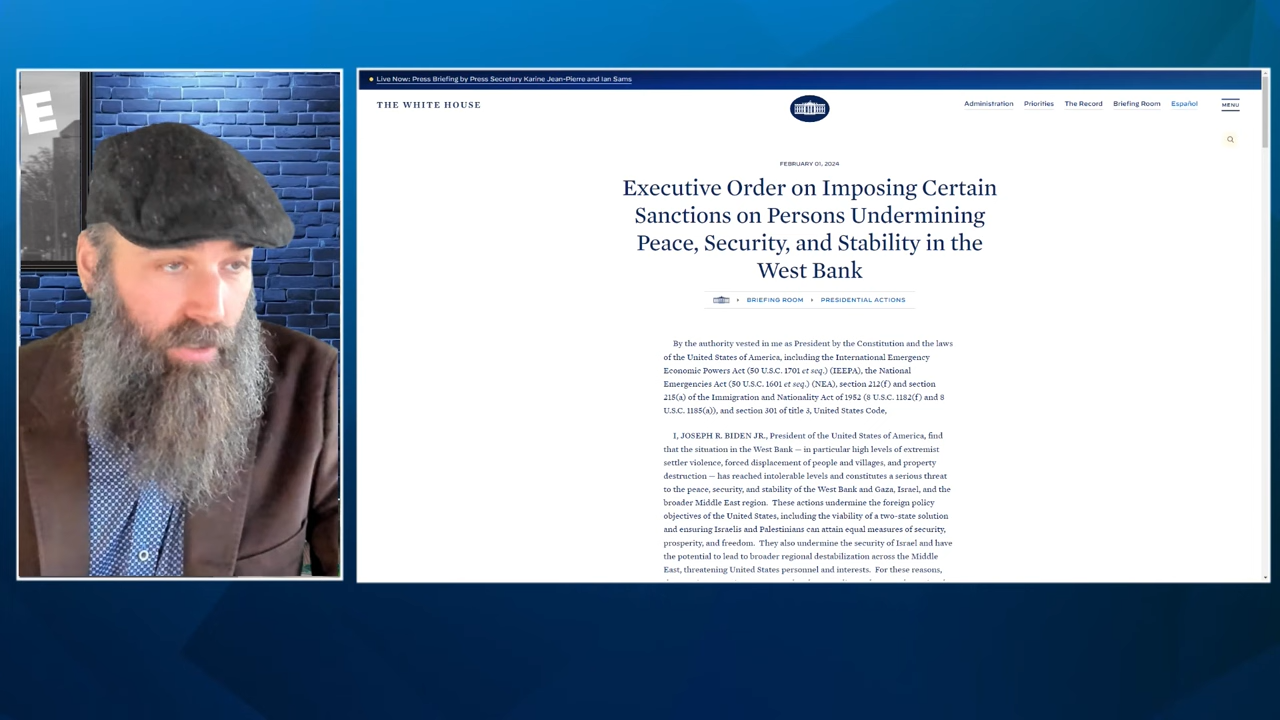 E
Live Now: Press Briefing by Press Secretary Karine Jean-Pierre and Ian Sams
THE WHITE HOUSE
Administration Priorities The Record Briefing Room Español MENU
FEBRUARY 01, 2024
Executive Order on Imposing Certain
Sanctions on Persons Undermining
Peace, Security, and Stability in the
West Bank
BRIEFING ROOM PRESIDENTIAL ACTIONS
By the authority vested in me as President by the Constitution and the laws
of the United States of America, including the International Emergency
Economic Powers Act (50 U.S.C. 1701 et seq.) (IEEPA), the National
Emergencies Act (50 U.S.C. 1601 et seq.) (NEA), section 212(f) and section
215(a) of the Immigration and Nationality Act of 1952 (8 U.S.C. 1182(f) and 8
U.S.C. 1185(a)), and section 301 of title 3, United States Code,
I, JOSEPH R. BIDEN JR., President of the United States of America, find
that the situation in the West Bank — in particular high levels of extremist
settler violence, forced displacement of people and villages, and property
destruction — has reached intolerable levels and constitutes a serious threat
to the peace, security, and stability of the West Bank and Gaza, Israel, and the
broader Middle East region. These actions undermine the foreign policy
objectives of the United States, including the viability of a two-state solution
and ensuring Israelis and Palestinians can attain equal measures of security,
prosperity, and freedom. They also undermine the security of Israel and have
the potential to lead to broader regional destabilization across the Middle
East, threatening United States personnel and interests. For these reasons,